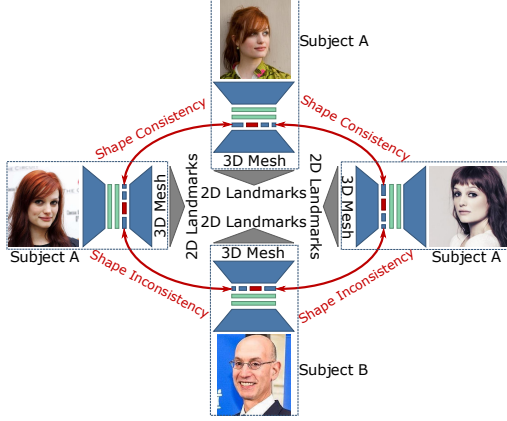 Subject A
Shape Consistency
Shape Consistency
3D Mesh
2D Landmarks
3D Mesh
2D Landmarks
2D Landmarks
2D Landmarks
3D Mesh
Subject A
3D Mesh
Subject A
Shape Inconsistency
Shape Inconsistency
Subject B